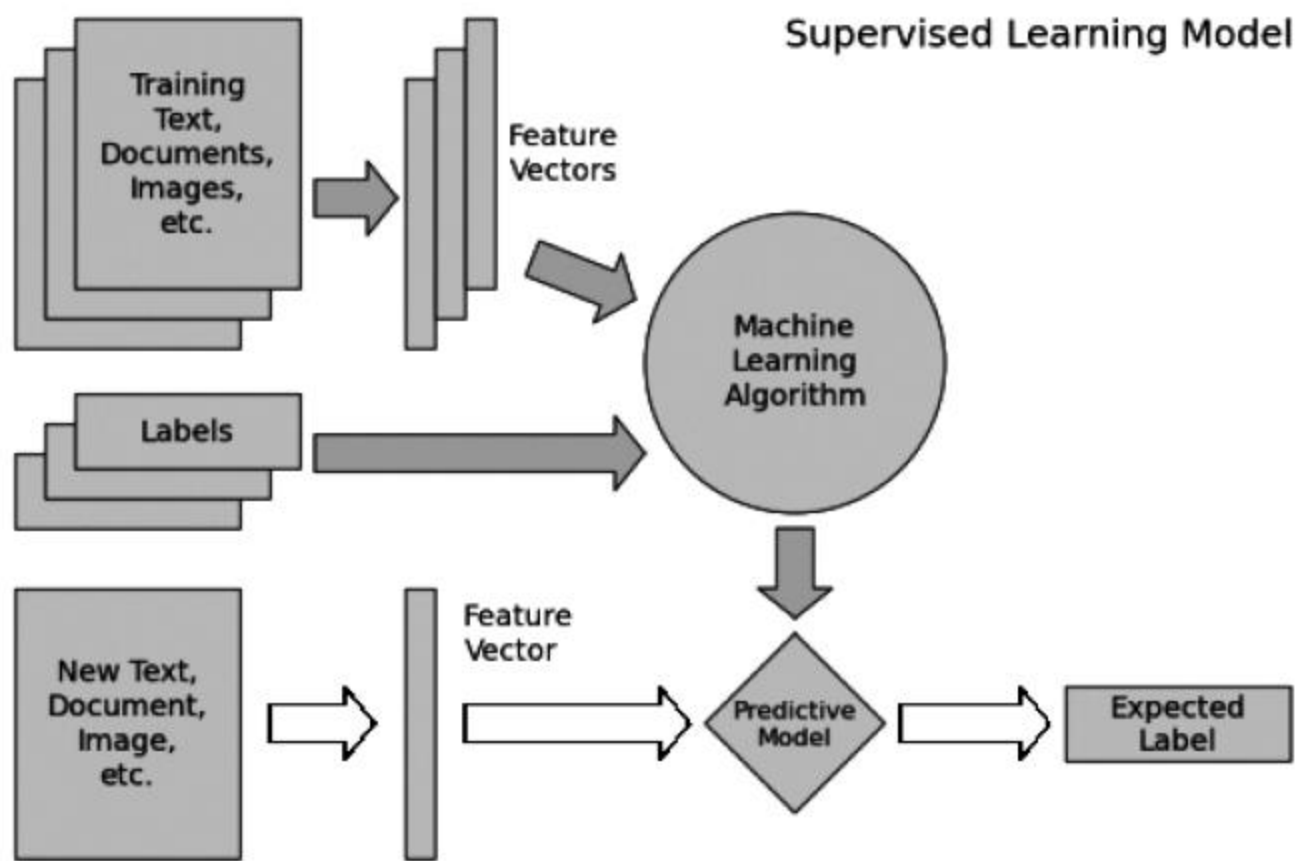 Supervised Learning Model
Training
Text,
Documents,
Images,
etc.
Feature
Vectors
Machine
Learning
Algorithm
Labels
New Text,
Document,
Image,
etc.
Feature
Vector
Predictive
Model
Expected
Label